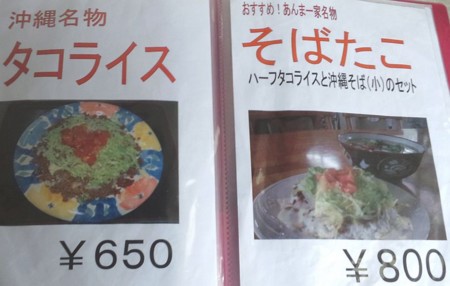 沖縄名物
タコライス
￥650
おすすめ！あんまー家名物
そばたこ
ハーフタコライスと沖縄そば（小）のセット
￥800